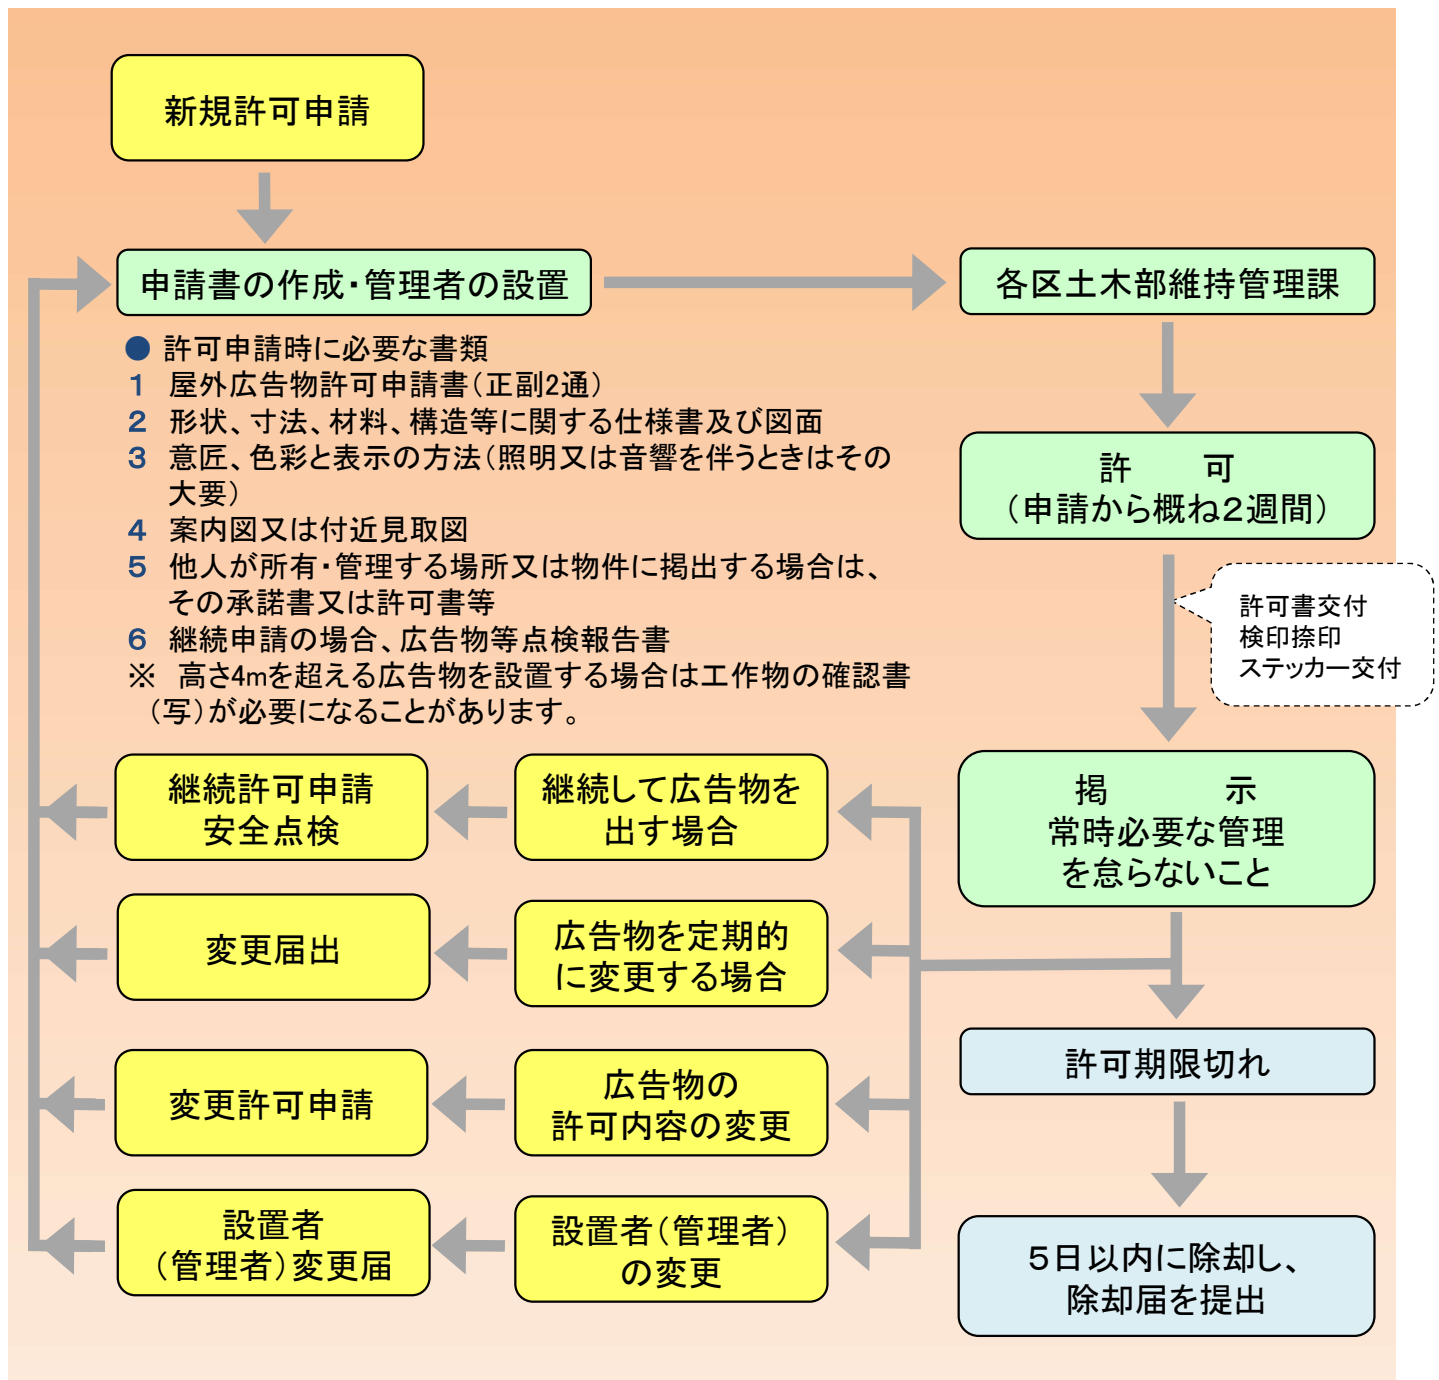 新規許可申請
申請書の作成・管理者の設置
各区土木部維持管理課
● 許可申請時に必要な書類
1 屋外広告物許可申請書（正副2通）
2 形状、寸法、材料、構造等に関する仕様書及び図面
3 意匠、色彩と表示の方法（照明又は音響を伴うときはその
大要）
4 案内図又は付近見取図
5 他人が所有・管理する場所又は物件に掲出する場合は、
その承諾書又は許可書等
6 継続申請の場合、広告物等点検報告書
※ 高さ4mを超える広告物を設置する場合は工作物の確認書
（写）が必要になることがあります。
許　　可
（申請から概ね２週間）
許可書交付
検印捺印
ステッカー交付
掲　　　示
常時必要な管理
を怠らないこと
継続して広告物を
出す場合
継続許可申請
安全点検
広告物を定期的
に変更する場合
変更届出
広告物の
許可内容の変更
変更許可申請
設置者（管理者）
の変更
設置者
（管理者）変更届
許可期限切れ
５日以内に除却し、
除却届を提出